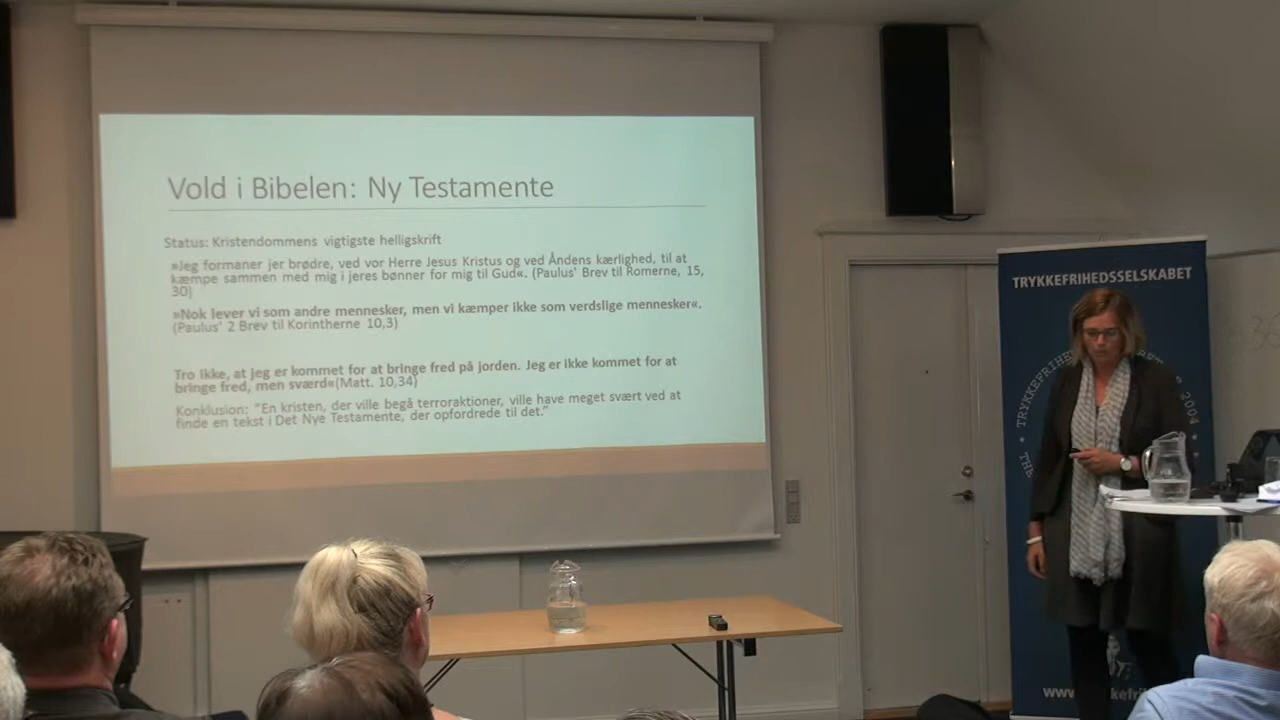 Vold i Bibelen: Ny Testamente
Status: Kristendommens vigtigste helligskrift
»Jeg formaner jer brødre, ved vor Herre Jesus Kristus og ved Åndens kærlighed, til at
kæmpe sammen med mig i jeres bønner for mig til Gud«. (Paulus' Brev til Romerne, 15,
30)
»Nok lever vi som andre mennesker, men vi kæmper ikke som verdslige mennesker«.
(Paulus' 2 Brev til Korintherne 10,3)
Tro ikke, at jeg er kommet for at bringe fred på jorden. Jeg er ikke kommet for at
bringe fred, men sværd«(Matt. 10,34)
Konklusion: "En kristen, der ville begå terroraktioner, ville have meget svært ved at
finde en tekst i Det Nye Testamente, der opfordrede til det."
TRYKKEFRIHEDSSELSKABET
2004